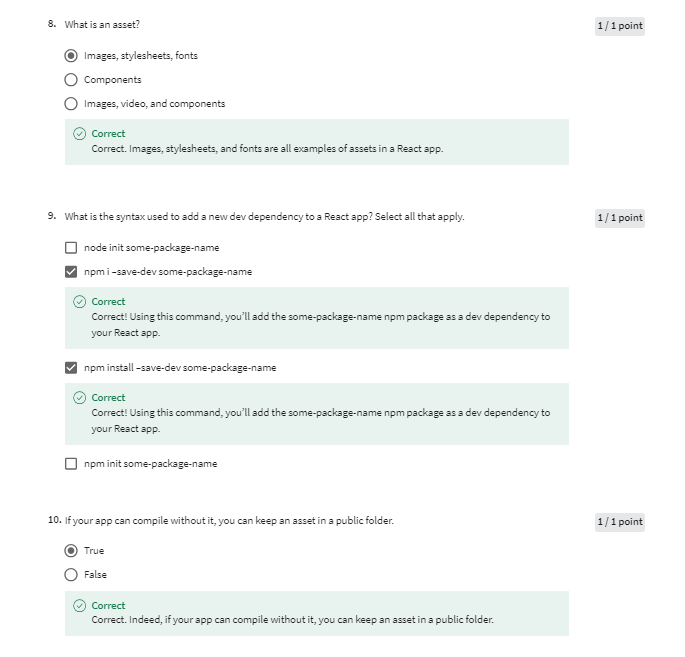 8. What is an asset?
1 / 1 point
Images, stylesheets, fonts
Components
Images, video, and components
Correct
Correct. Images, stylesheets, and fonts are all examples of assets in a React app.
9. What is the syntax used to add a new dev dependency to a React app? Select all that apply.
1 / 1 point
node init some-package-name
npm i –save-dev some-package-name
Correct
Correct! Using this command, you'll add the some-package-name npm package as a dev dependency to
your React app.
npm install –save-dev some-package-name
Correct
Correct! Using this command, you'll add the some-package-name npm package as a dev dependency to
your React app.
npm init some-package-name
10. If your app can compile without it, you can keep an asset in a public folder.
1 / 1 point
True
False
Correct
Correct. Indeed, if your app can compile without it, you can keep an asset in a public folder.